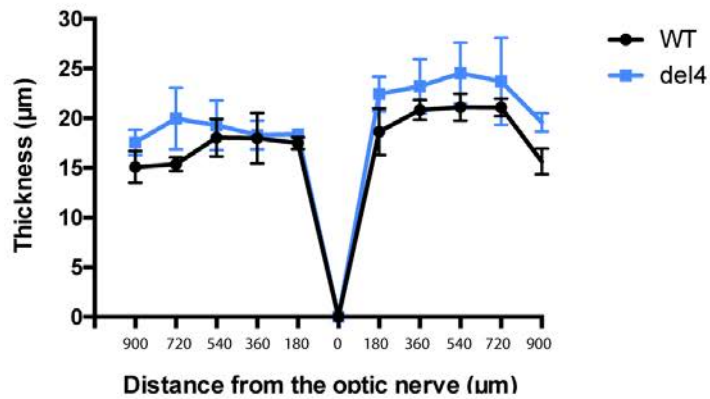 30
25
20
15
10
5
0
Thickness (µm)
900 720 540 360 180 0 180 360 540 720 900
Distance from the optic nerve (µm)
WT
del4